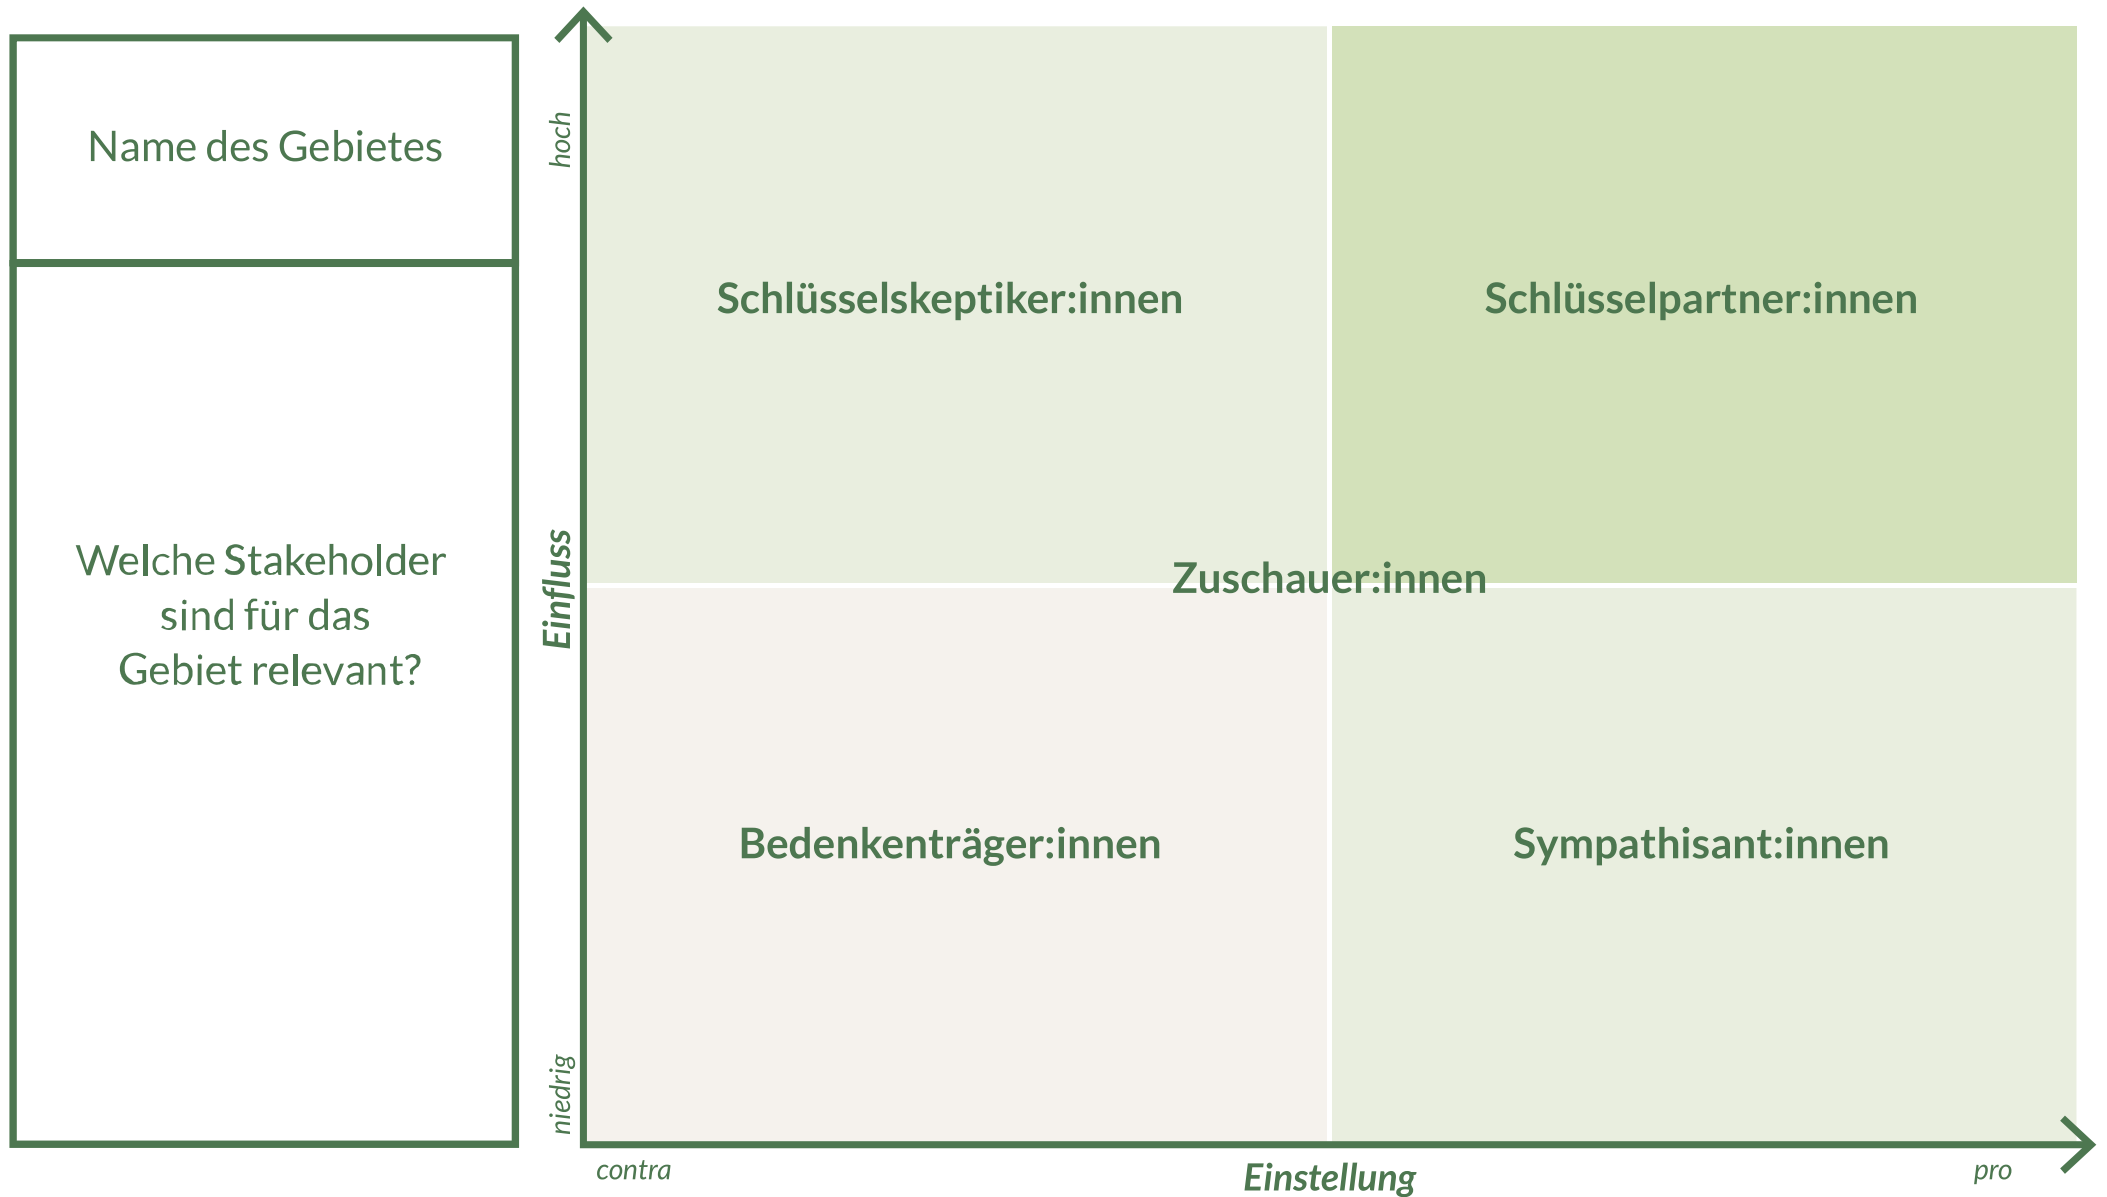 Name des Gebietes
Welche Stakeholder
sind für das
Gebiet relevant?
hoch
Einfluss
niedrig
Schlüsselskeptiker:innen
Schlüsselpartner:innen
Zuschauer:innen
Bedenkenträger:innen
Sympathisant:innen
contra
Einstellung
pro